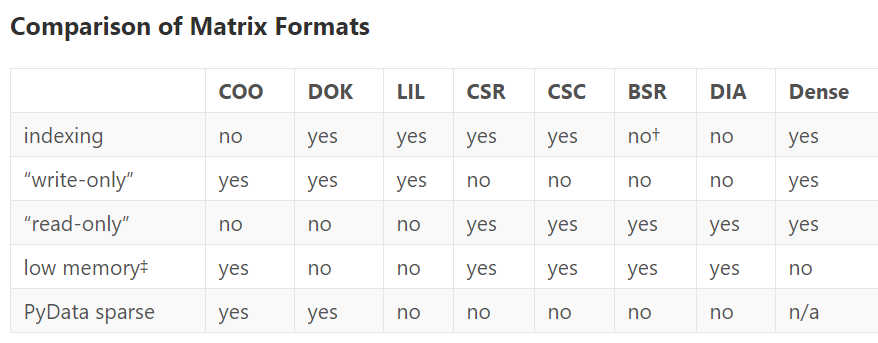 Comparison of Matrix Formats
COO DOK LIL CSR CSC BSR DIA Dense
indexing no yes yes yes yes no† no yes
“write-only” yes yes yes no no no no yes
“read-only” no no no yes yes yes yes yes
low memory‡ yes no no yes yes yes yes no
PyData sparse yes yes no no no no no n/a